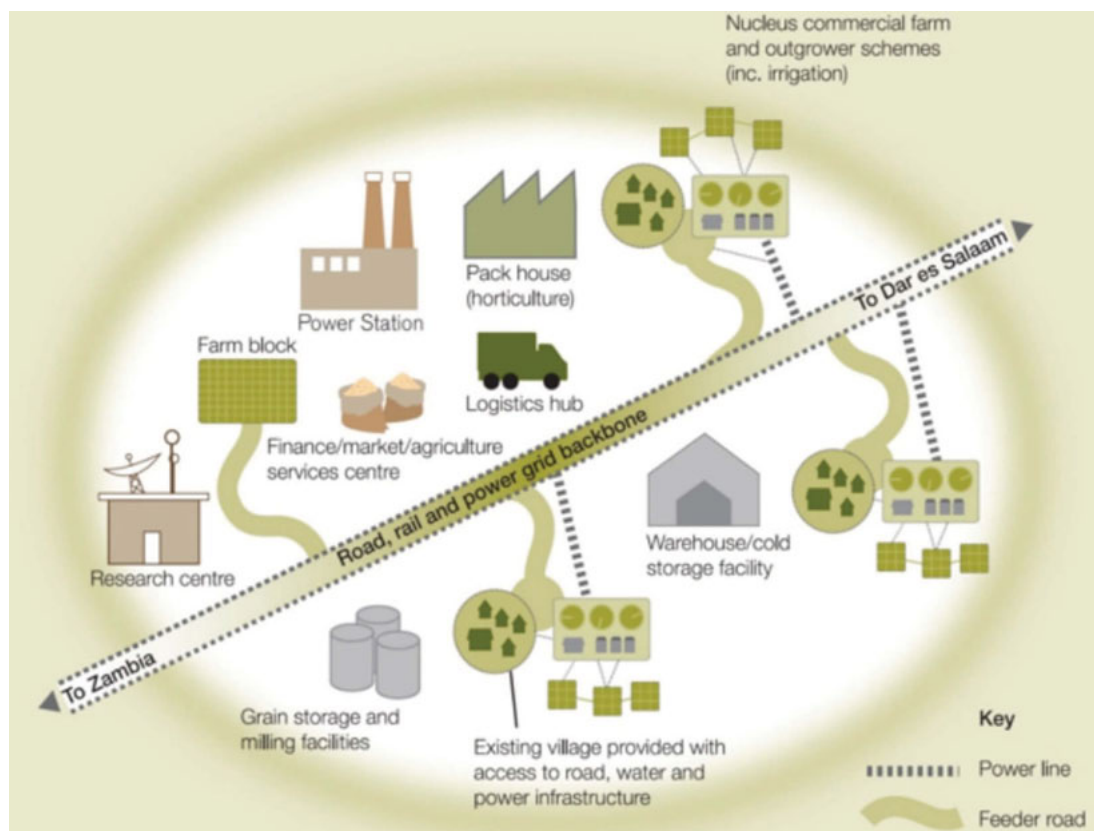 Nucleus commercial farm
and outgrower schemes
(inc. irrigation)
Pack house
(horticulture)
Power Station
To Dar es Salaam
Farm block
Logistics hub
Finance/market/agriculture
services centre
Road, rail and power grid backbone
Research centre
Warehouse/cold
storage facility
To Zambia
Grain storage and
milling facilities
Existing village provided with
access to road, water and
power infrastructure
Key
Power line
Feeder road